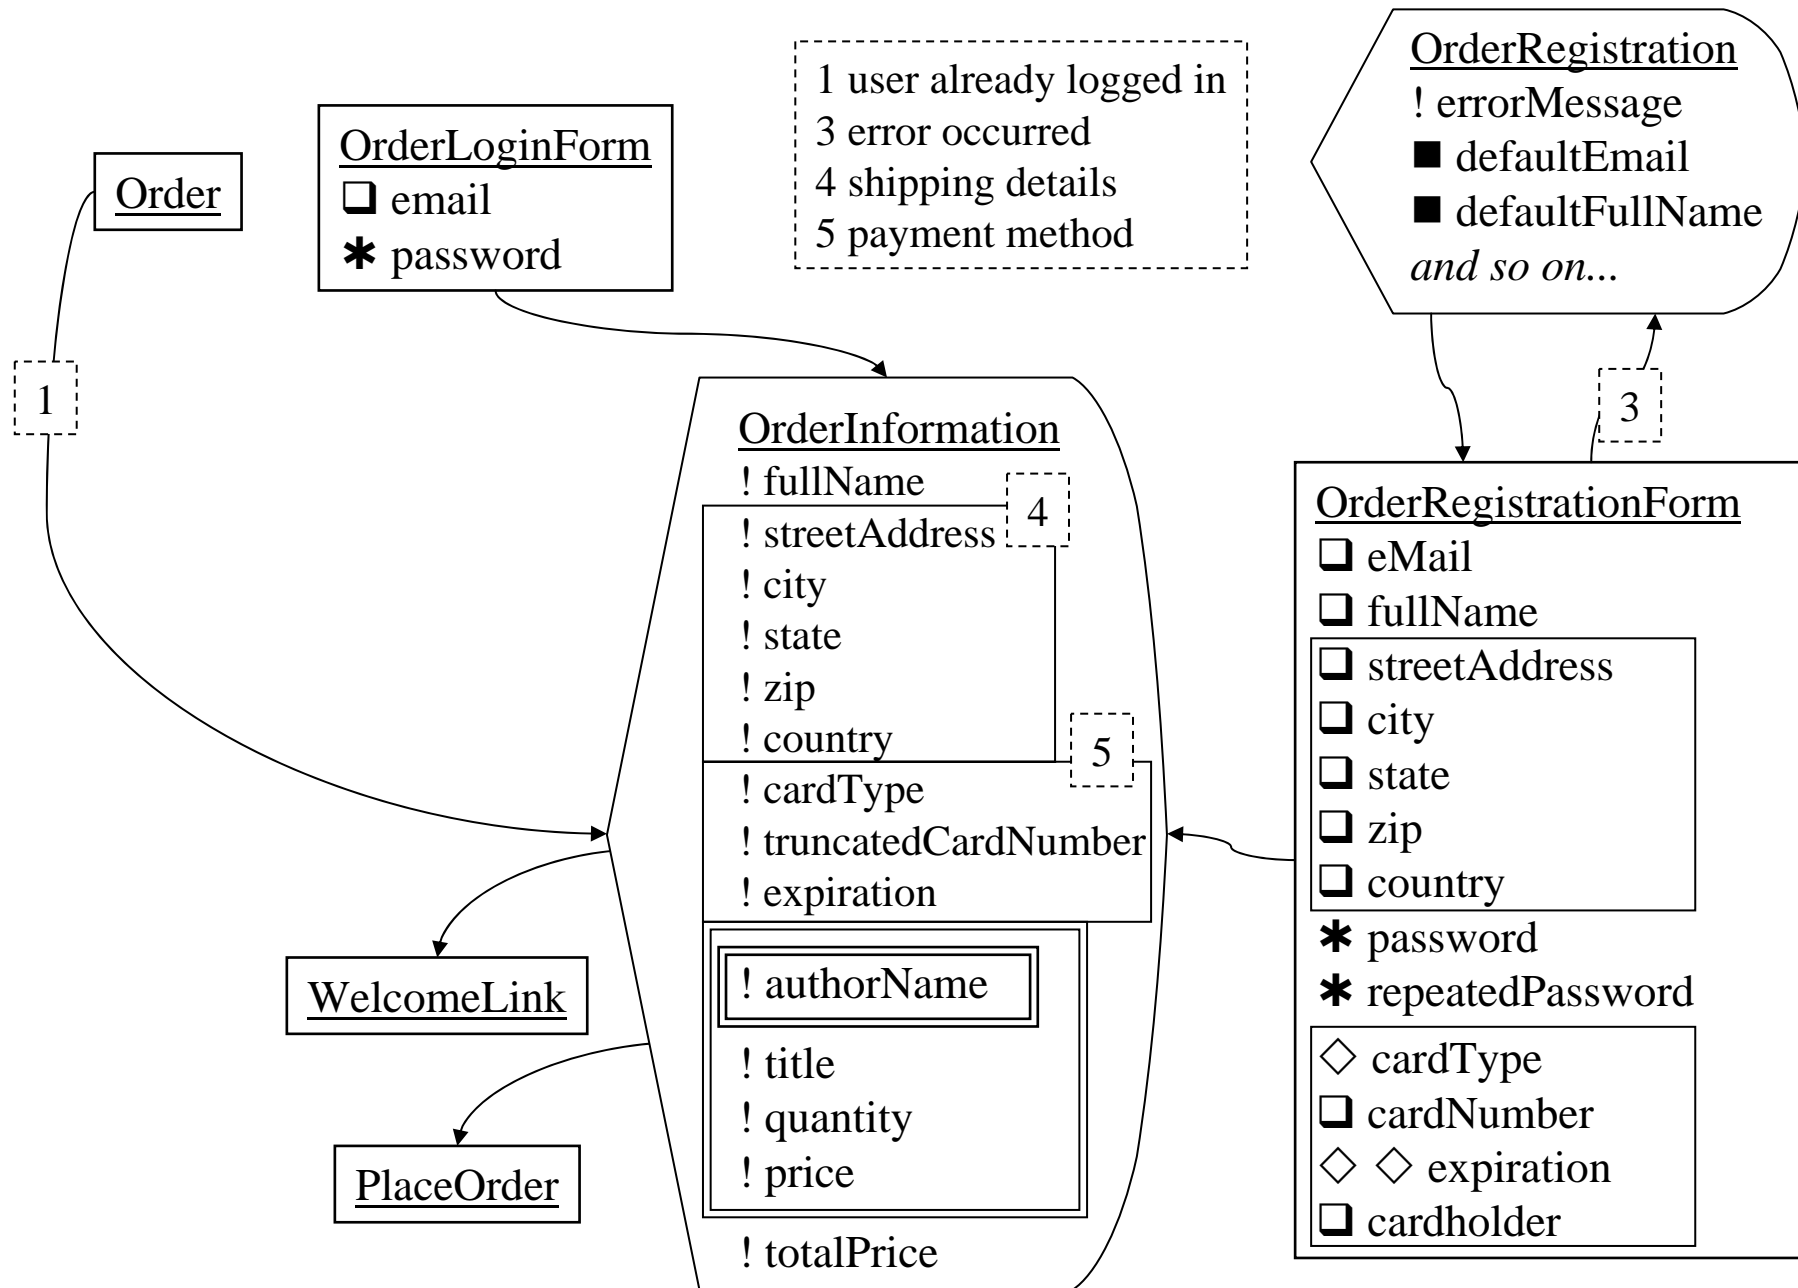 Order
OrderLoginForm
❑ email
✱ password
1 user already logged in
3 error occurred
4 shipping details
5 payment method
OrderRegistration
! errorMessage
■ defaultEmail
■ defaultFullName
and so on...
1
3
OrderInformation
! fullName
4
! streetAddress
! city
! state
! zip
! country
5
! cardType
! truncatedCardNumber
! expiration
! authorName
! title
! quantity
! price
! totalPrice
WelcomeLink
PlaceOrder
OrderRegistrationForm
❑ eMail
❑ fullName
❑ streetAddress
❑ city
❑ state
❑ zip
❑ country
✱ password
✱ repeatedPassword
◇ cardType
❑ cardNumber
◇ ◇ expiration
❑ cardholder